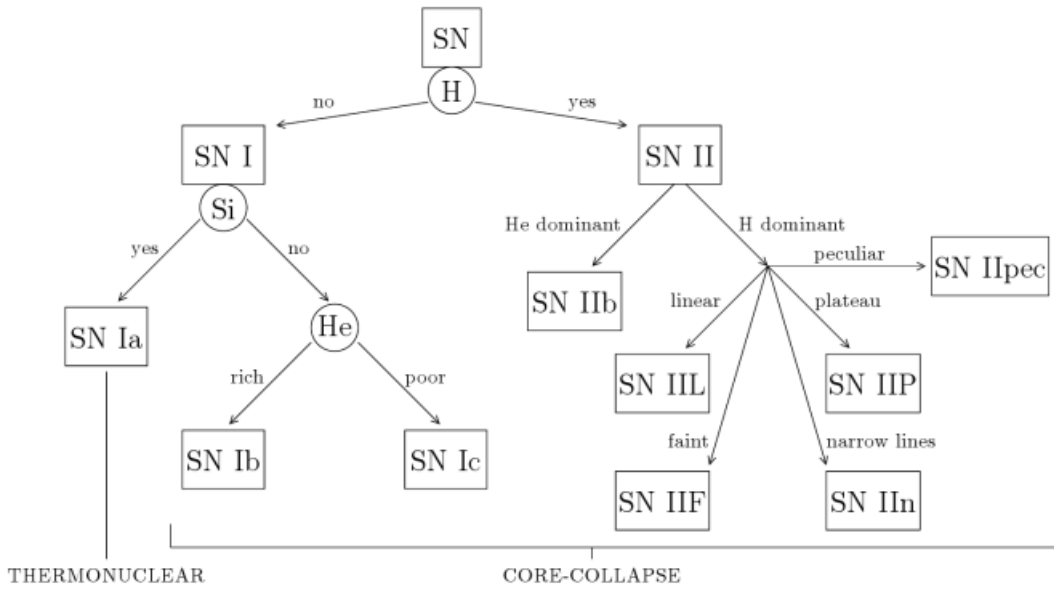 SN
H
no
yes
SN I
SN II
Si
He dominant
H dominant
yes
no
peculiar
SN IIpec
SN IIb
linear
plateau
SN Ia
He
rich
poor
SN IIL
SN IIP
faint
narrow lines
SN Ib
SN Ic
SN IIF
SN IIn
THERMONUCLEAR
CORE-COLLAPSE